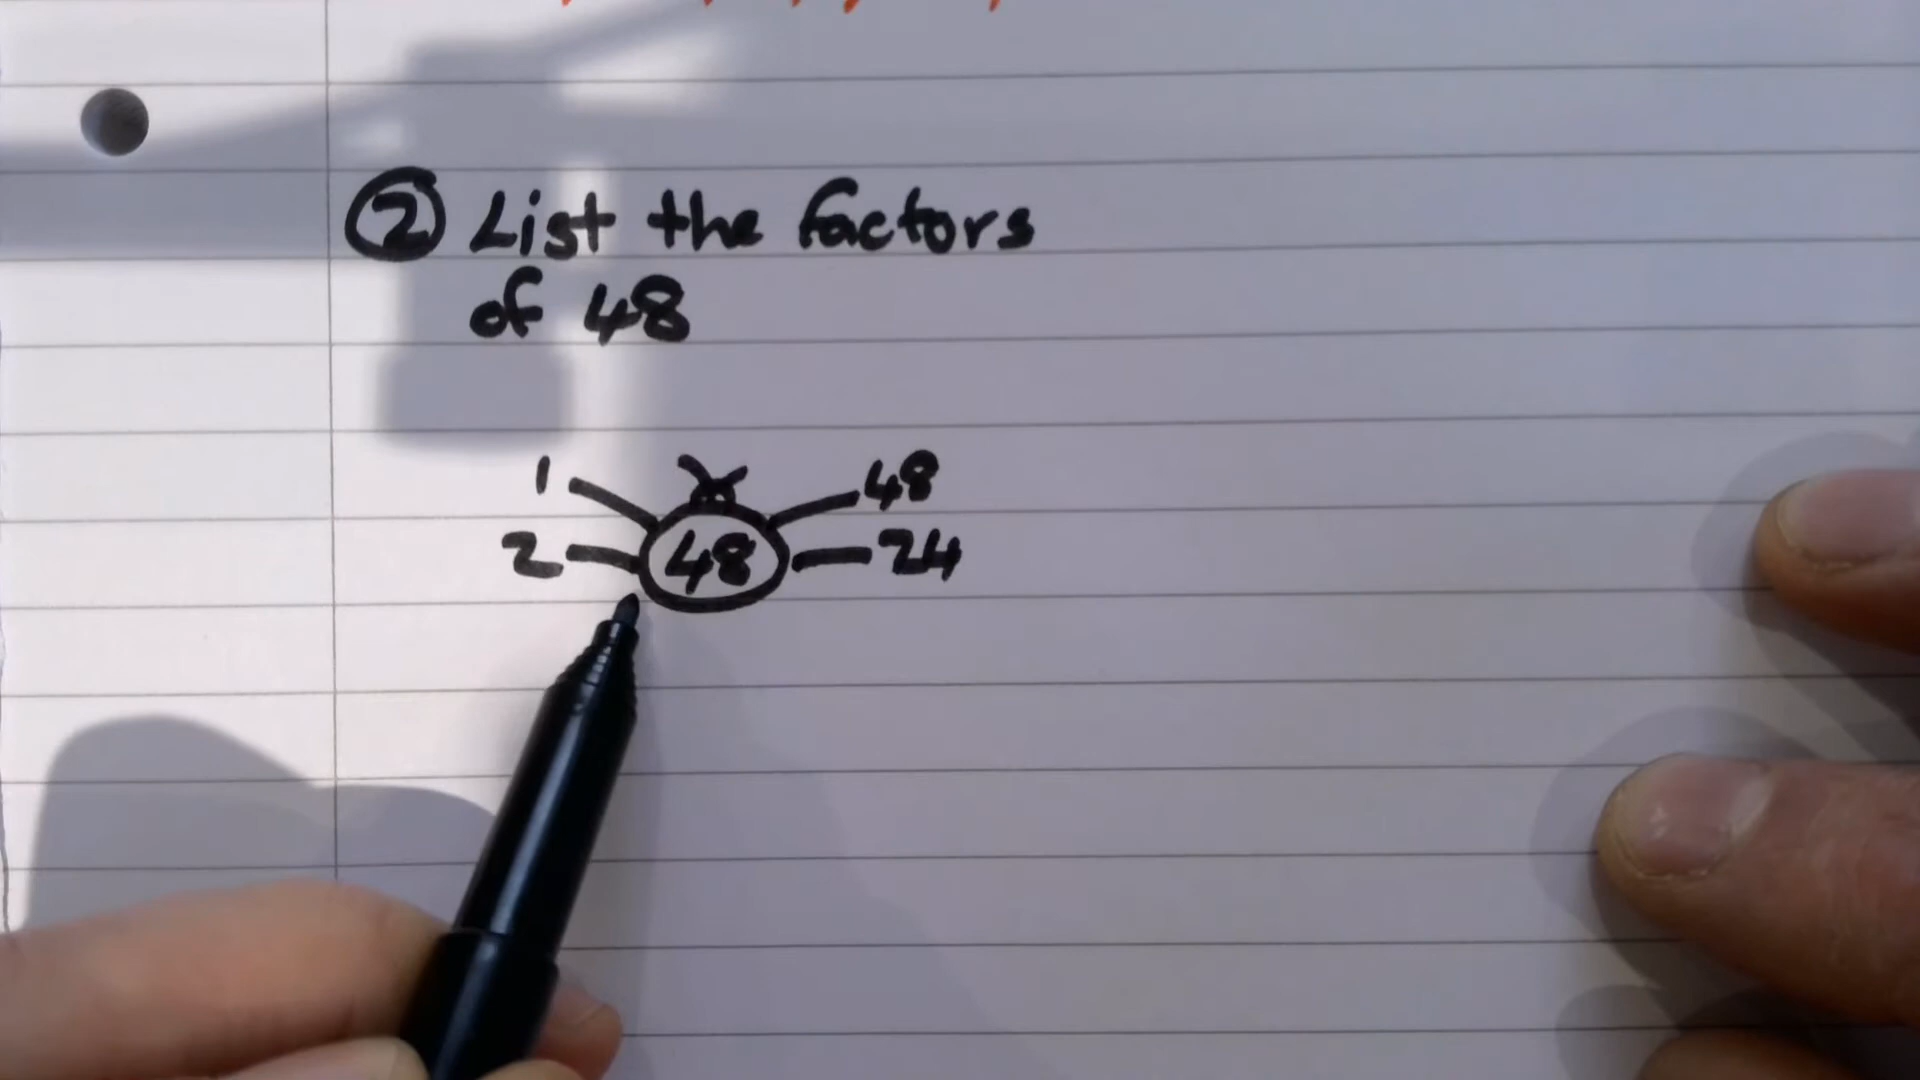 ② List the factors
of 48
1 48
2 48 24